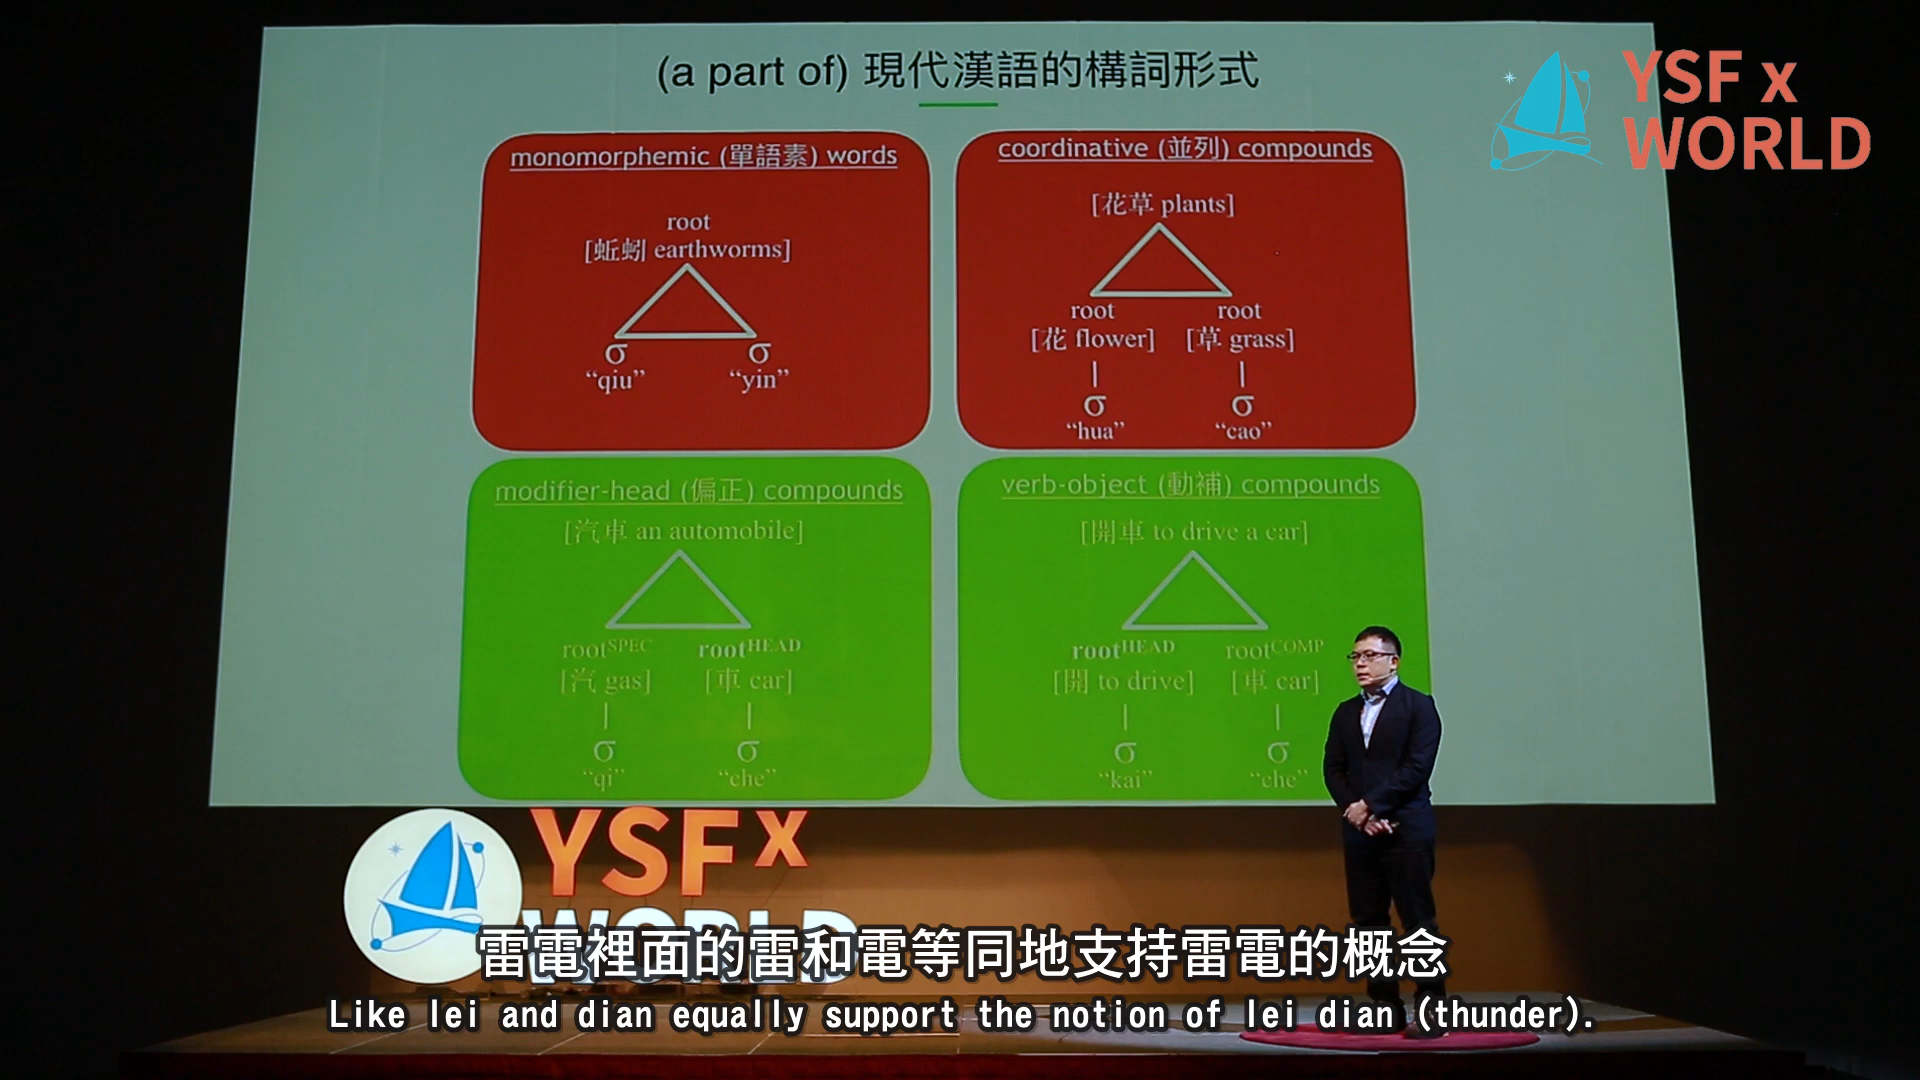 (a part of) 現代漢語的構詞形式
YSF x
WORLD
monomorphemic (單語素) words
root
[蚯蚓 earthworms]
σ σ
“qiu” “yin”
coordinative (並列) compounds
[花草 plants]
root root
[花 flower] [草 grass]
σ σ
“hua” “cao”
modifier-head (偏正) compounds
[汽車 an automobile]
rootSPEC rootHEAD
[汽 gas] [車 car]
σ σ
“qi” “che”
verb-object (動補) compounds
[開車 to drive a car]
rootHEAD rootCOMP
[開 to drive] [車 car]
σ σ
“kai” “che”
YSF x
WORLD
雷電裡面的雷和電等同地支持雷電的概念
Like lei and dian equally support the notion of lei dian (thunder).